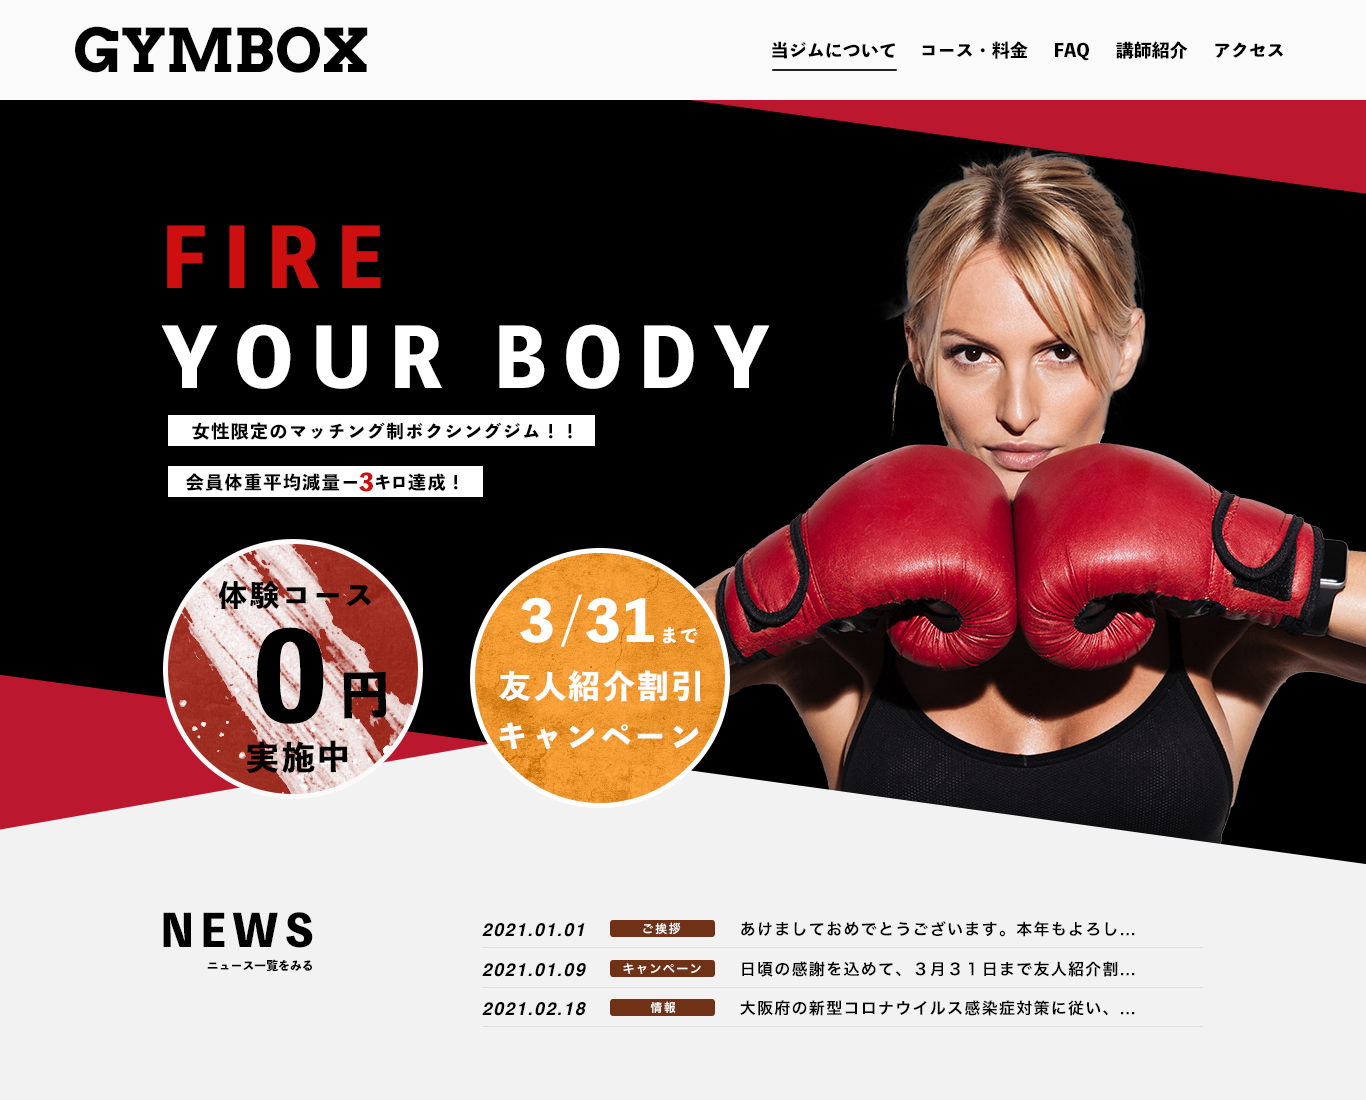 GYMBOX
当ジムについて コース・料金 FAQ 講師紹介 アクセス
FIRE
YOUR BODY
女性限定のマッチング制ボクシングジム！！
会員体重平均減量ー3キロ達成！
体験コース
0円
実施中
3/31まで
友人紹介割引
キャンペーン
NEWS
ニュース一覧をみる
2021.01.01 ご挨拶 あけましておめでとうございます。本年もよろし...
2021.01.09 キャンペーン 日頃の感謝を込めて、３月３１日まで友人紹介割...
2021.02.18 情報 大阪府の新型コロナウイルス感染症対策に従い、...